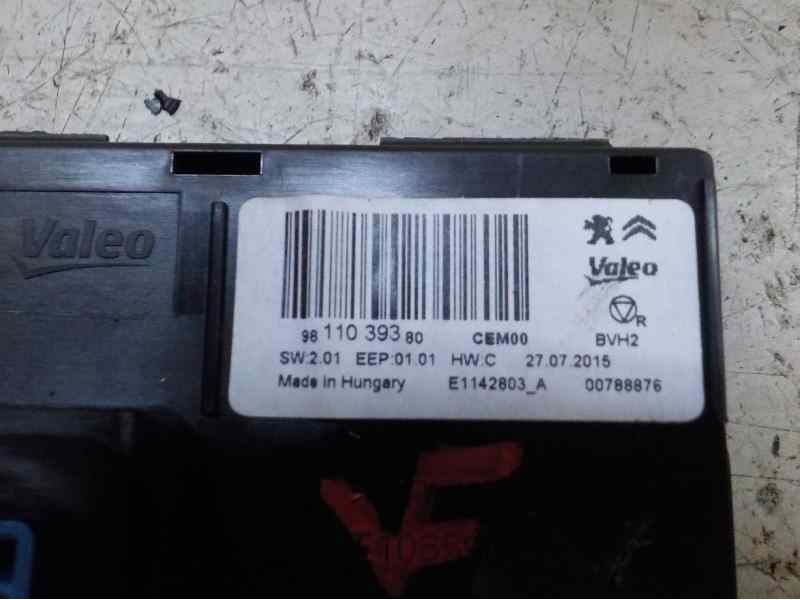 Valeo
Valeo
R
98 110 393 80 CEM00 BVH2
SW:2.01 EEP:01.01 HW:C 27.07.2015
Made in Hungary E1142803_A 00788876
VF